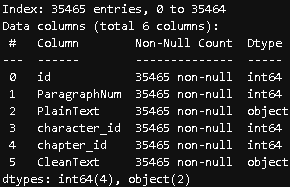 Index: 35465 entries, 0 to 35464
Data columns (total 6 columns):
 #   Column        Non-Null Count  Dtype
---  ------        --------------  -----
 0   id            35465 non-null  int64
 1   ParagraphNum  35465 non-null  int64
 2   PlainText     35465 non-null  object
 3   character_id  35465 non-null  int64
 4   chapter_id    35465 non-null  int64
 5   CleanText     35465 non-null  object
dtypes: int64(4), object(2)